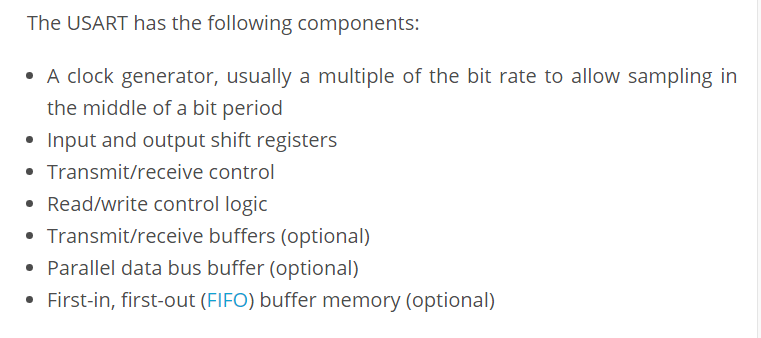 The USART has the following components:
• A clock generator, usually a multiple of the bit rate to allow sampling in
the middle of a bit period
• Input and output shift registers
• Transmit/receive control
• Read/write control logic
• Transmit/receive buffers (optional)
• Parallel data bus buffer (optional)
• First-in, first-out (FIFO) buffer memory (optional)